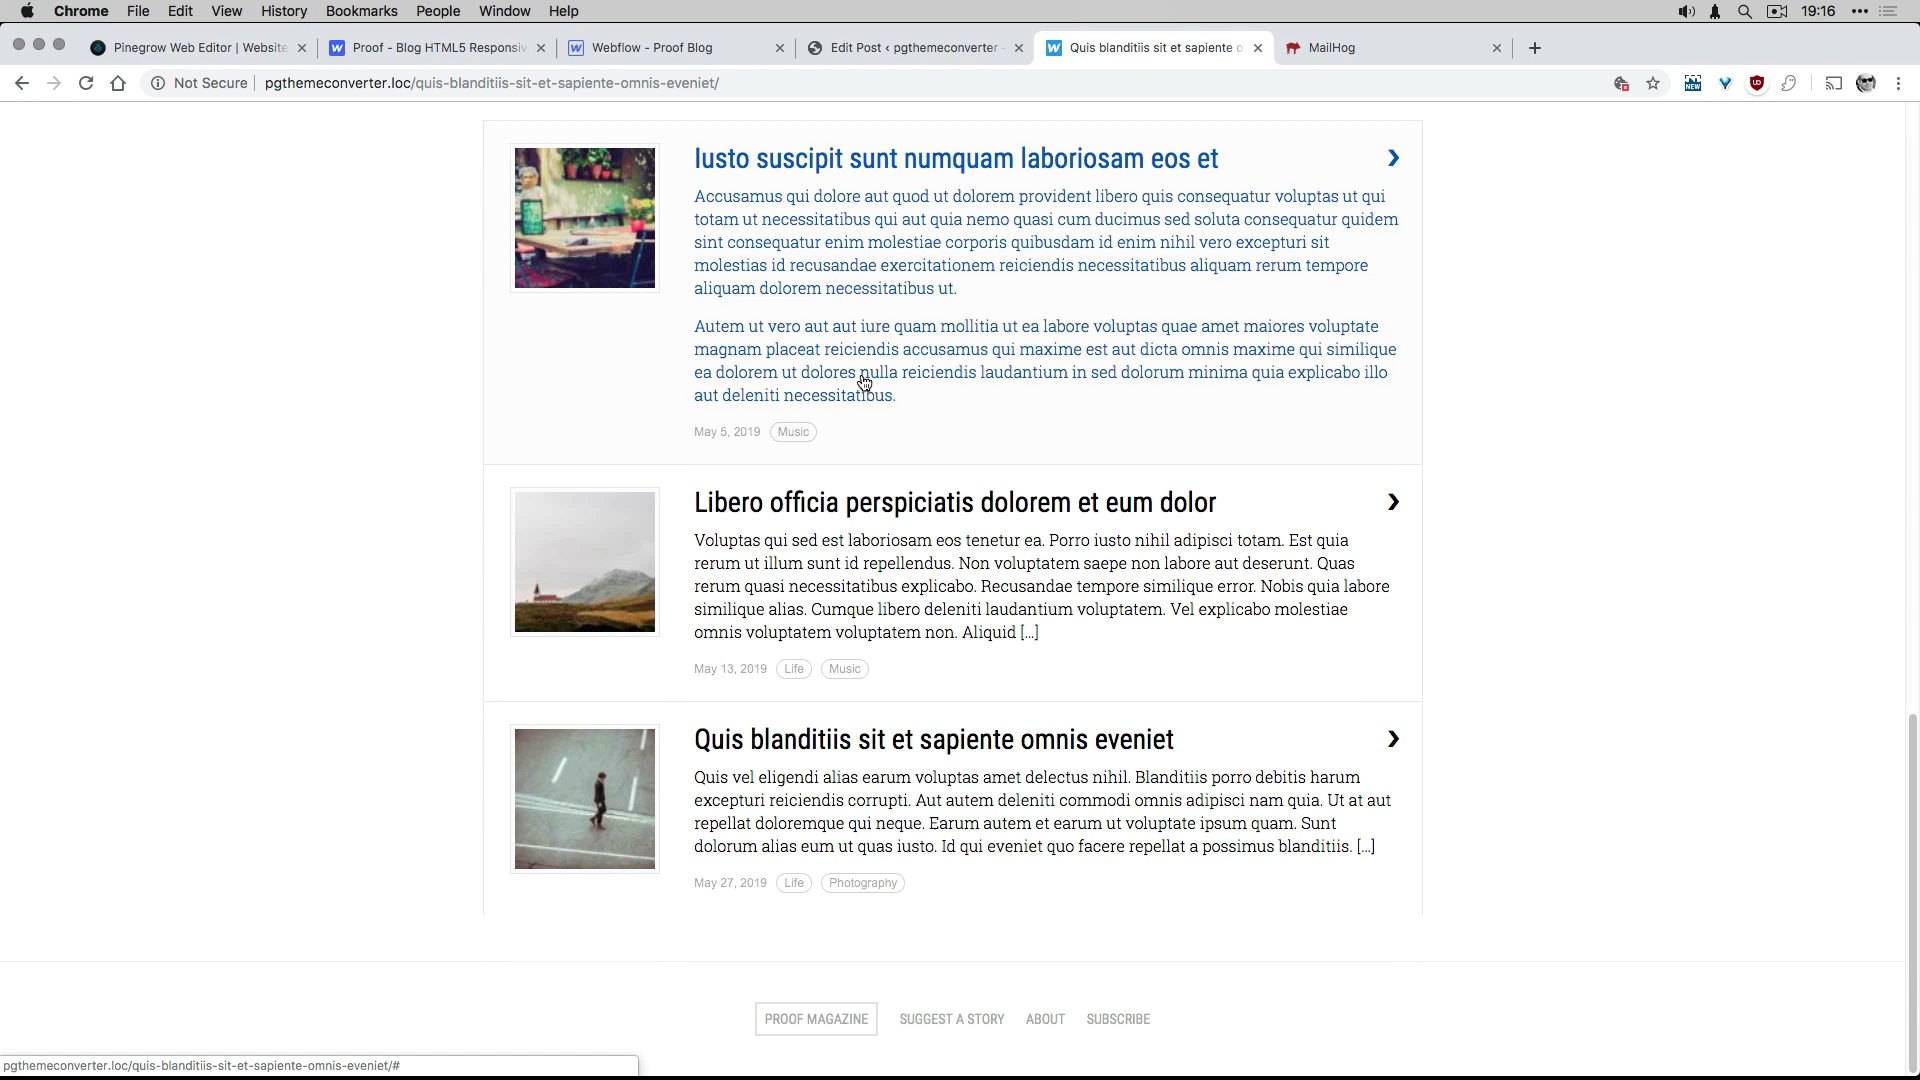 Chrome File Edit View History Bookmarks People Window Help 19:16
Pinegrow Web Editor | Website
Proof - Blog HTML5 Responsiv
Webflow - Proof Blog
Edit Post ‹ pgthemeconverter -
Quis blanditiis sit et sapiente o
MailHog
Not Secure pgthemeconverter.loc/quis-blanditiis-sit-et-sapiente-omnis-eveniet/
NEW
Iusto suscipit sunt numquam laboriosam eos et
Accusamus qui dolore aut quod ut dolorem provident libero quis consequatur voluptas ut qui
totam ut necessitatibus qui aut quia nemo quasi cum ducimus sed soluta consequatur quidem
sint consequatur enim molestiae corporis quibusdam id enim nihil vero excepturi sit
molestias id recusandae exercitationem reiciendis necessitatibus aliquam rerum tempore
aliquam dolorem necessitatibus ut.
Autem ut vero aut aut iure quam mollitia ut ea labore voluptas quae amet maiores voluptate
magnam placeat reiciendis accusamus qui maxime est aut dicta omnis maxime qui similique
ea dolorem ut dolores nulla reiciendis laudantium in sed dolorum minima quia explicabo illo
aut deleniti necessitatibus.
May 5, 2019 Music
Libero officia perspiciatis dolorem et eum dolor
Voluptas qui sed est laboriosam eos tenetur ea. Porro iusto nihil adipisci totam. Est quia
rerum ut illum sunt id repellendus. Non voluptatem saepe non labore aut deserunt. Quas
rerum quasi necessitatibus explicabo. Recusandae tempore similique error. Nobis quia labore
similique alias. Cumque libero deleniti laudantium voluptatem. Vel explicabo molestiae
omnis voluptatem voluptatem non. Aliquid [...]
May 13, 2019 Life Music
Quis blanditiis sit et sapiente omnis eveniet
Quis vel eligendi alias earum voluptas amet delectus nihil. Blanditiis porro debitis harum
excepturi reiciendis corrupti. Aut autem deleniti commodi omnis adipisci nam quia. Ut at aut
repellat doloremque qui neque. Earum autem et earum ut voluptate ipsum quam. Sunt
dolorum alias eum ut quas iusto. Id qui eveniet quo facere repellat a possimus blanditiis. [...]
May 27, 2019 Life Photography
PROOF MAGAZINE SUGGEST A STORY ABOUT SUBSCRIBE
pgthemeconverter.loc/quis-blanditiis-sit-et-sapiente-omnis-eveniet/#